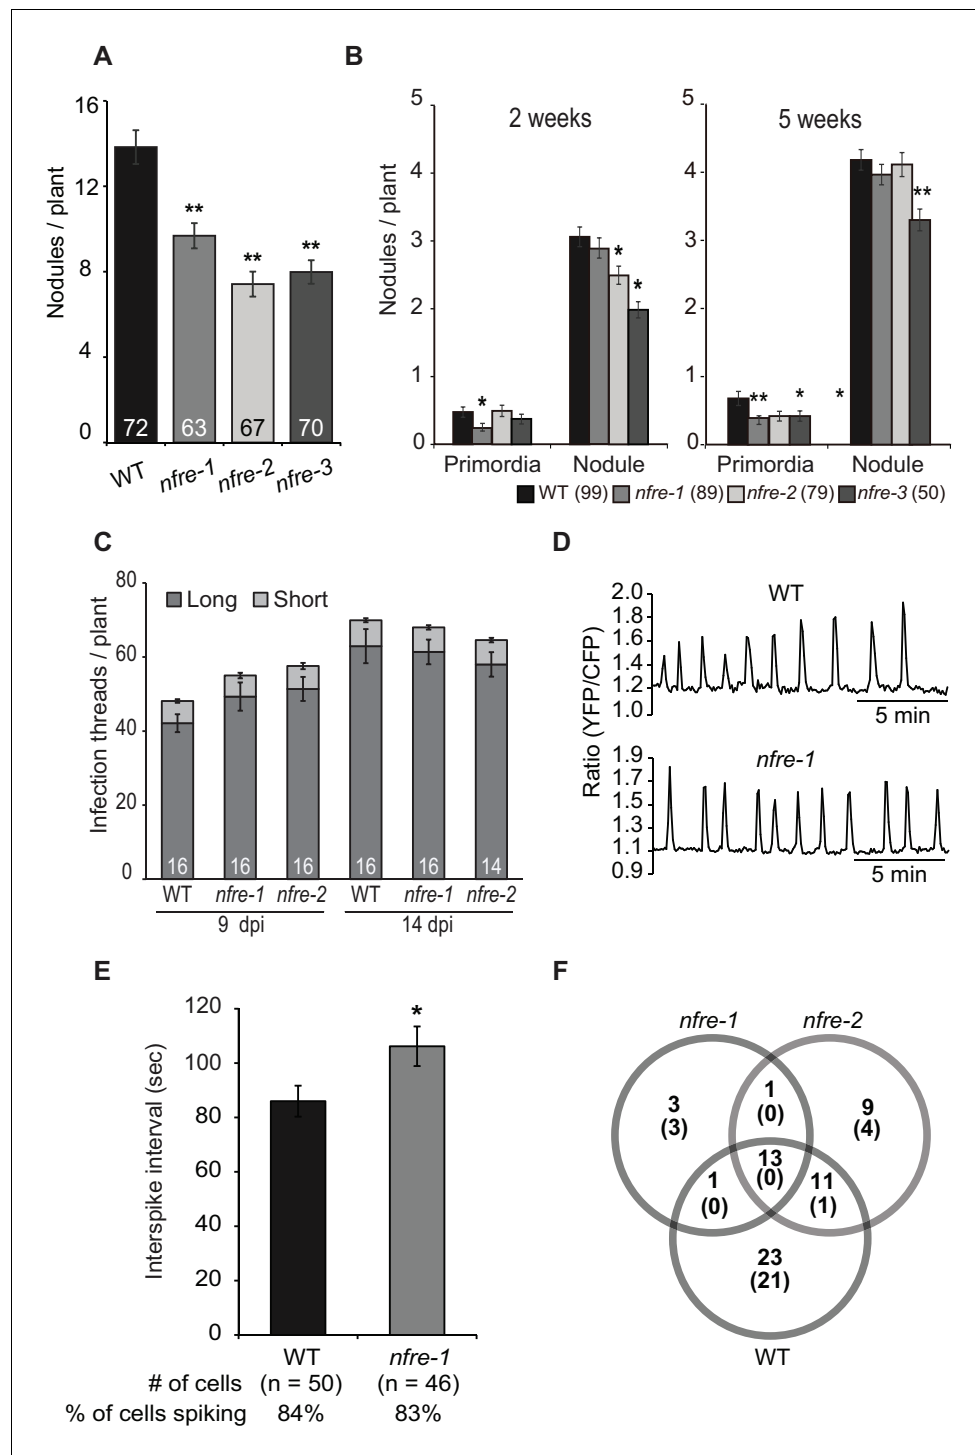 A
16
12
8
4
0
Nodules / plant
**
**
**
72
63
67
70
WT
nfre-1
nfre-2
nfre-3
B
2 weeks
5
4
3
2
1
0
Nodules / plant
*
*
*
Primordia
Nodule
5 weeks
5
4
3
2
1
0
**
*
*
**
Primordia
Nodule
WT (99) nfre-1 (89) nfre-2 (79) nfre-3 (50)
C
80
60
40
20
0
Infection threads / plant
Long Short
16
16
16
16
16
14
WT nfre-1 nfre-2 WT nfre-1 nfre-2
9 dpi 14 dpi
D
Ratio (YFP/CFP)
WT
2.0
1.8
1.6
1.4
1.2
1.0
5 min
nfre-1
1.9
1.7
1.5
1.3
1.1
0.9
5 min
E
120
100
80
60
40
20
0
Interspike interval (sec)
*
WT nfre-1
# of cells (n = 50) (n = 46)
% of cells spiking 84% 83%
F
nfre-1 nfre-2
3
(3)
1
(0)
9
(4)
13
(0)
1
(0)
11
(1)
23
(21)
WT